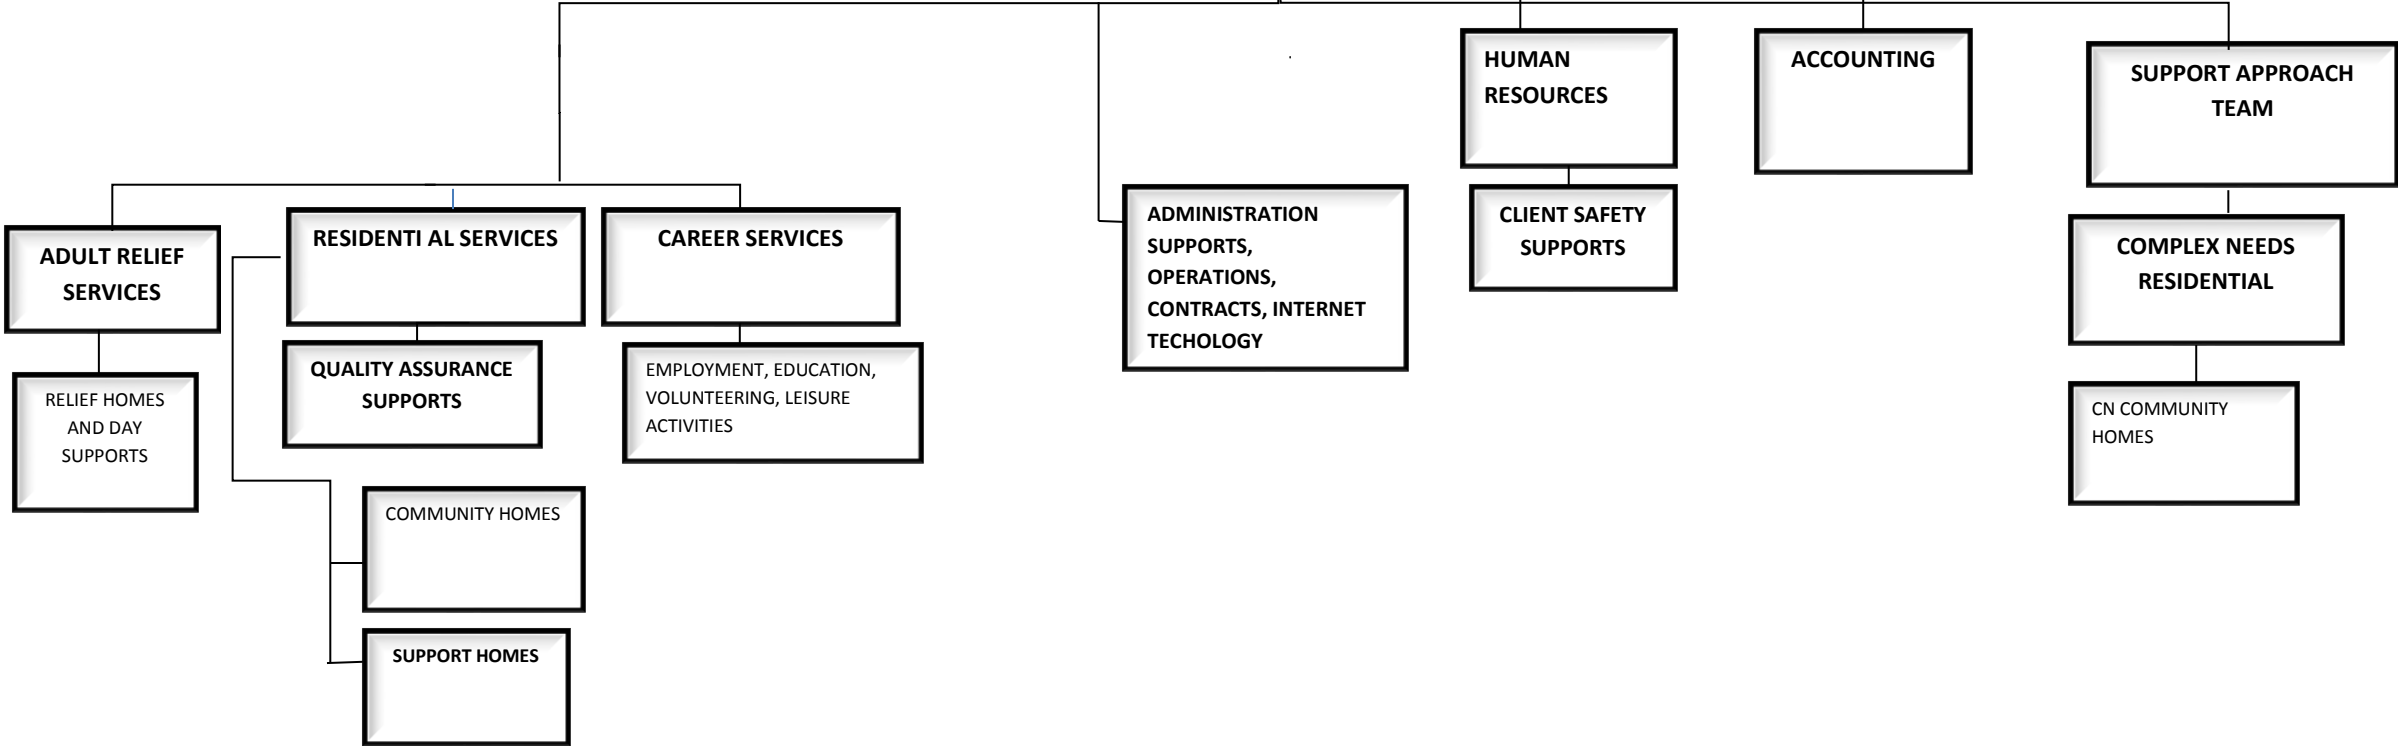 HUMAN
RESOURCES
ACCOUNTING
SUPPORT APPROACH
TEAM
ADULT RELIEF
SERVICES
RESIDENTI AL SERVICES
CAREER SERVICES
ADMINISTRATION
SUPPORTS,
OPERATIONS,
CONTRACTS, INTERNET
TECHOLOGY
CLIENT SAFETY
SUPPORTS
COMPLEX NEEDS
RESIDENTIAL
RELIEF HOMES
AND DAY
SUPPORTS
QUALITY ASSURANCE
SUPPORTS
EMPLOYMENT, EDUCATION,
VOLUNTEERING, LEISURE
ACTIVITIES
CN COMMUNITY
HOMES
COMMUNITY HOMES
SUPPORT HOMES